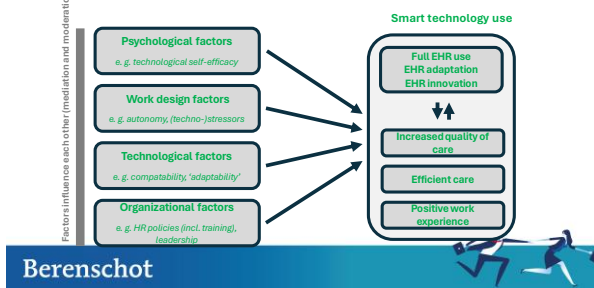 Smart technology use
Factors influence each other (mediation and moderatio
Psychological factors
e. g. technological self-efficacy
Work design factors
e. g. autonomy, (techno-)stressors
Technological factors
e. g. compatability, 'adaptability'
Organizational factors
e. g. HR policies (incl. training),
leadership
Full EHR use
EHR adaptation
EHR innovation
Increased quality of
care
Efficient care
Positive work
experience
Berenschot